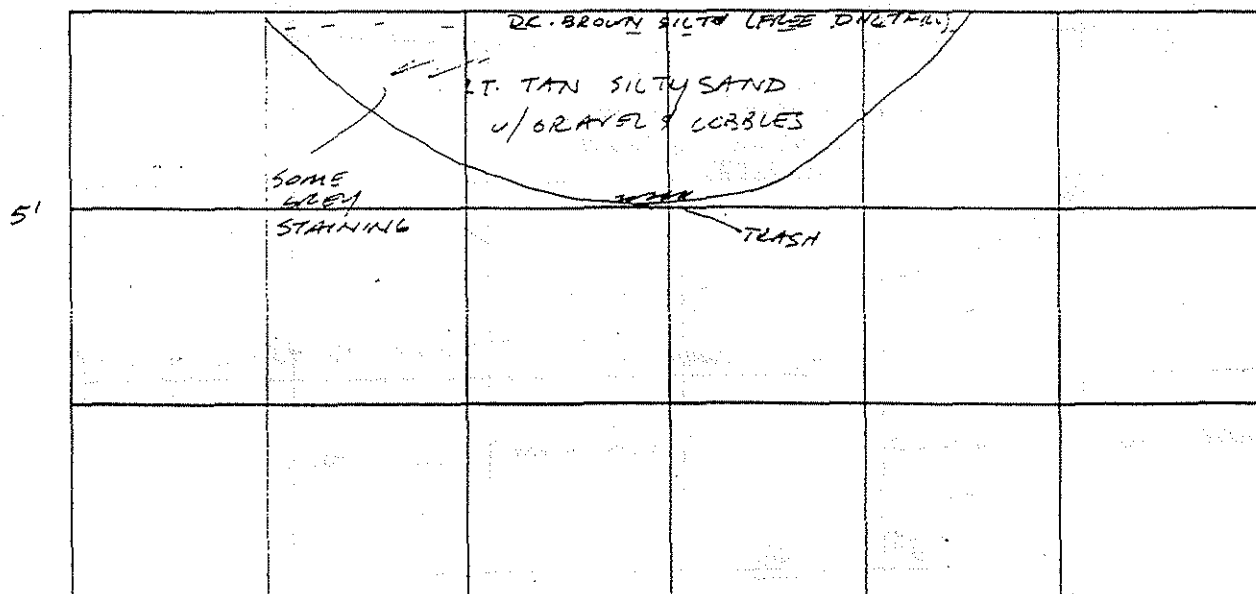 DK. BROWN SILTY
LT. TAN SILTY SAND
w/ GRAVEL & COBBLES
SOME
GREY
STAINING
5'
TRASH